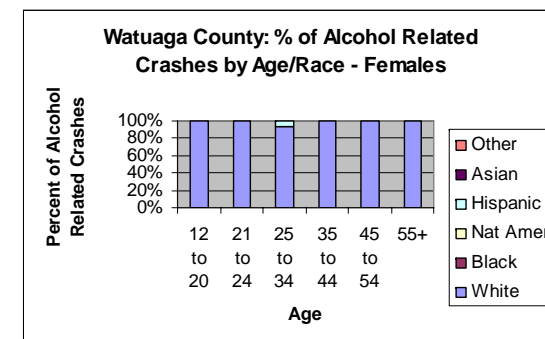 Watuaga County: % of Alcohol Related
Crashes by Age/Race - Females
Percent of Alcohol
Related Crashes
100%
80%
60%
40%
20%
0%
12 to 20
21 to 24
25 to 34
35 to 44
45 to 54
55+
Age
Other
Asian
Hispanic
Nat Amer
Black
White